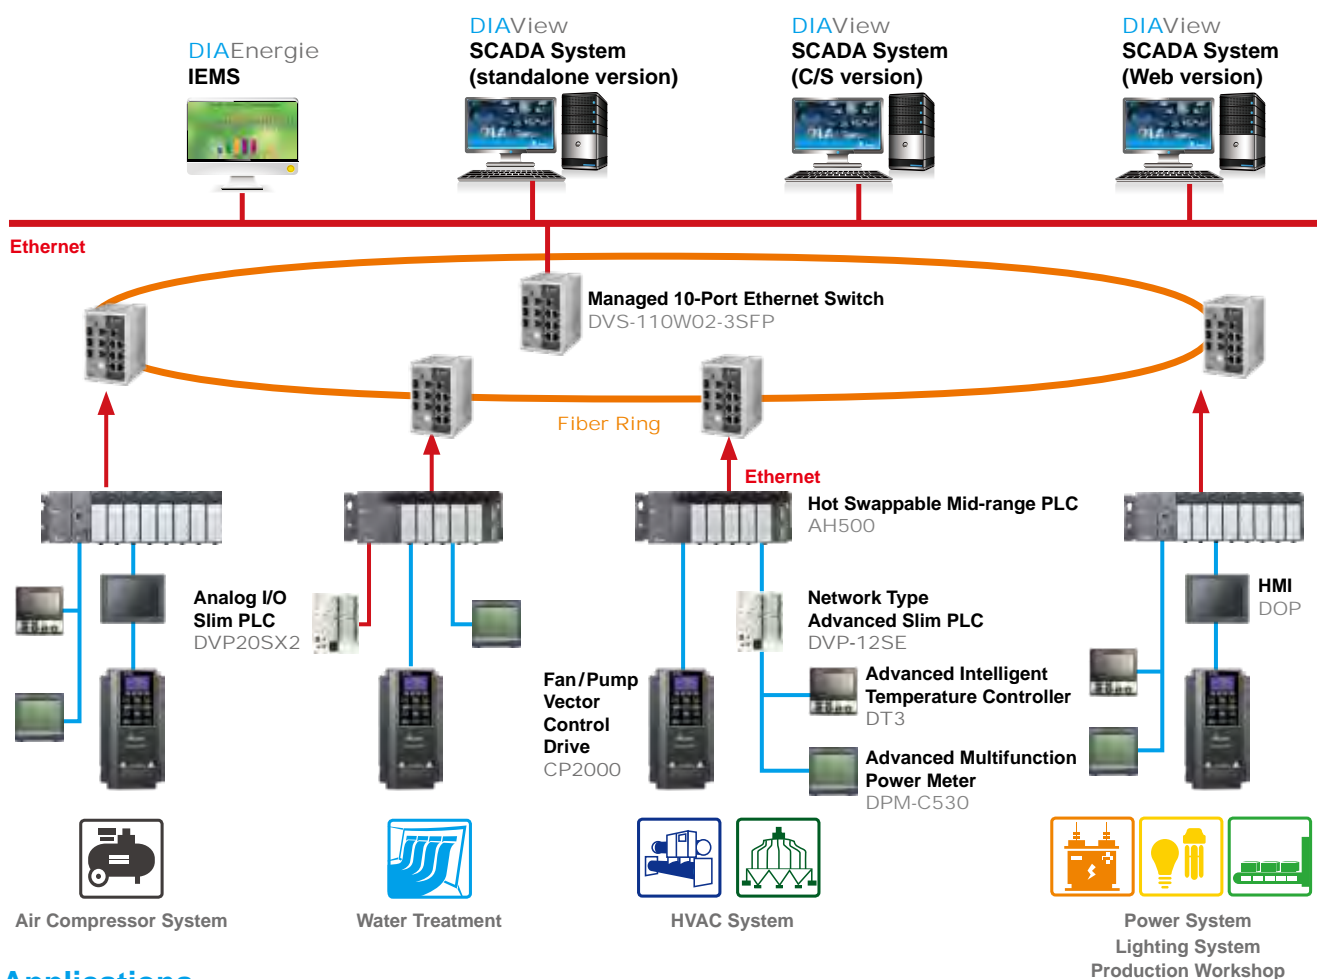 DIAEnergie
IEMS
DIAView
SCADA System
(standalone version)
DIAView
SCADA System
(C/S version)
DIAView
SCADA System
(Web version)
Ethernet
Managed 10-Port Ethernet Switch
DVS-110W02-3SFP
Fiber Ring
Ethernet
Hot Swappable Mid-range PLC
AH500
Analog I/O
Slim PLC
DVP20SX2
Network Type
Advanced Slim PLC
DVP-12SE
HMI
DOP
Fan/Pump
Vector
Control
Drive
CP2000
Advanced Intelligent
Temperature Controller
DT3
Advanced Multifunction
Power Meter
DPM-C530
Air Compressor System
Water Treatment
HVAC System
Power System
Lighting System
Production Workshop
Applications